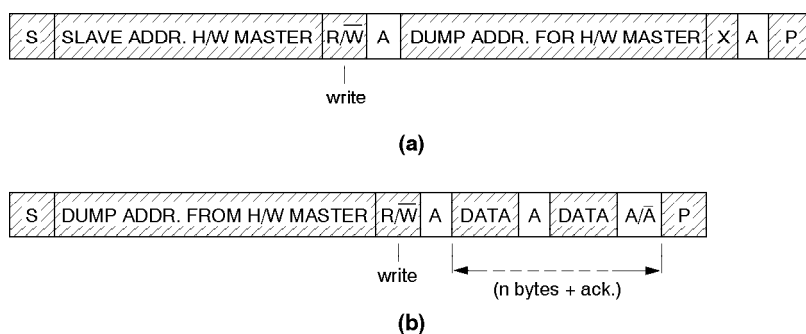 S SLAVE ADDR. H/W MASTER R/W̅ A DUMP ADDR. FOR H/W MASTER X A P
write
(a)
S DUMP ADDR. FROM H/W MASTER R/W̅ A DATA A DATA A/A̅ P
write
(n bytes + ack.)
(b)